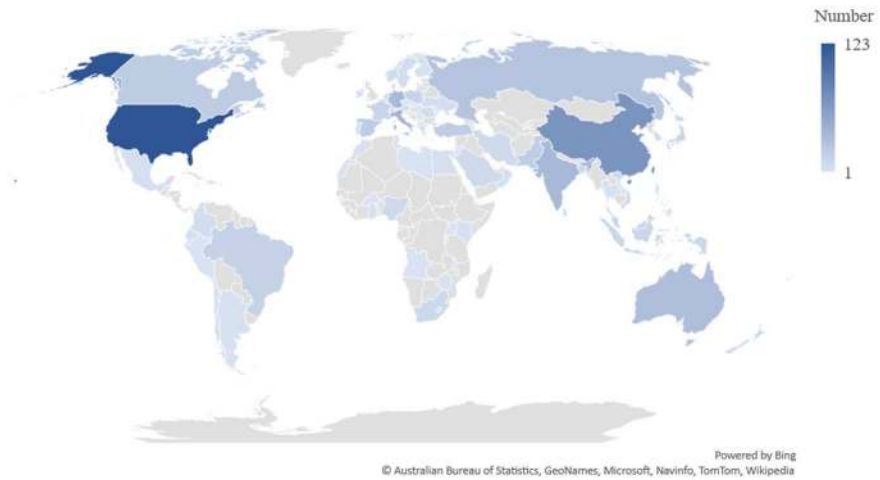 Number
123
1
Powered by Bing
© Australian Bureau of Statistics, GeoNames, Microsoft, Navinfo, TomTom, Wikipedia